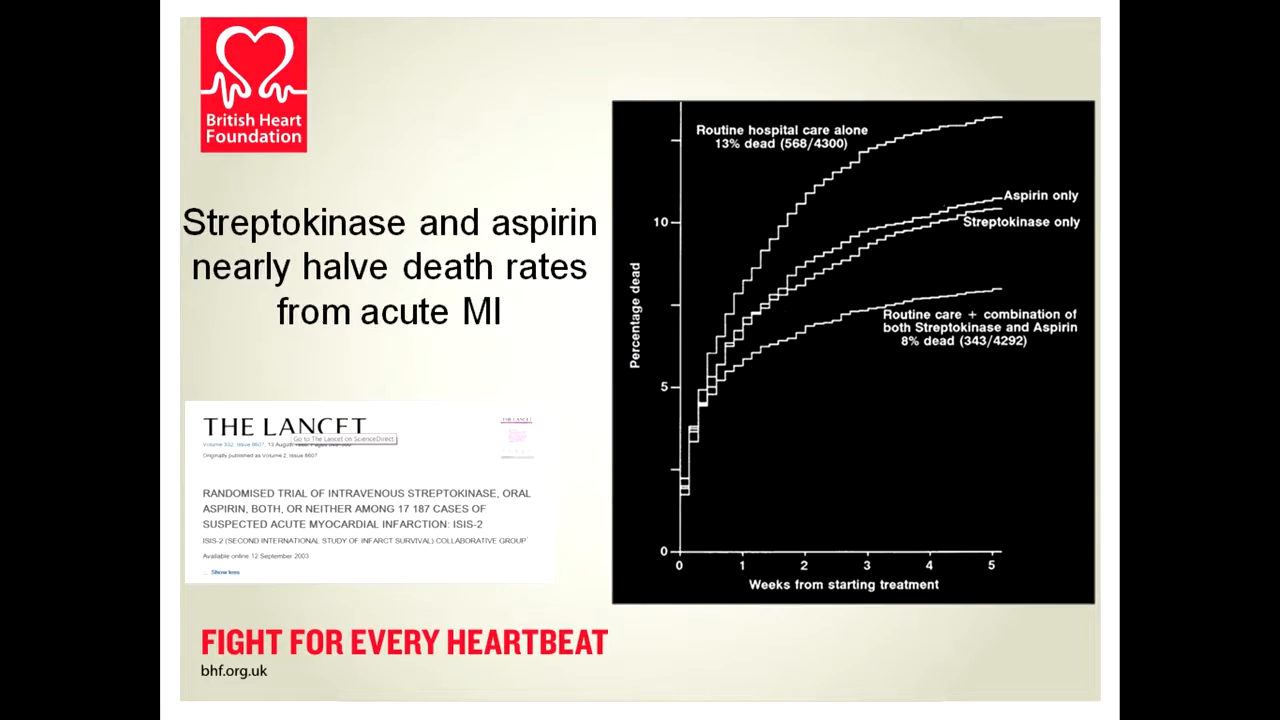 British Heart
Foundation
Streptokinase and aspirin
nearly halve death rates
from acute MI
THE LANCET
Go to The Lancet on ScienceDirect
Volume 332, Issue 8607, 13 August
Originally published as Volume 2, Issue 8607
THE LANCET
RANDOMISED TRIAL OF INTRAVENOUS STREPTOKINASE, ORAL
ASPIRIN, BOTH, OR NEITHER AMONG 17 187 CASES OF
SUSPECTED ACUTE MYOCARDIAL INFARCTION: ISIS-2
ISIS-2 (SECOND INTERNATIONAL STUDY OF INFARCT SURVIVAL) COLLABORATIVE GROUP
Available online 12 September 2003
... Show less
Routine hospital care alone
13% dead (568/4300)
Aspirin only
Streptokinase only
Routine care + combination of
both Streptokinase and Aspirin
8% dead (343/4292)
Percentage dead
10
5
0
0 1 2 3 4 5
Weeks from starting treatment
FIGHT FOR EVERY HEARTBEAT
bhf.org.uk